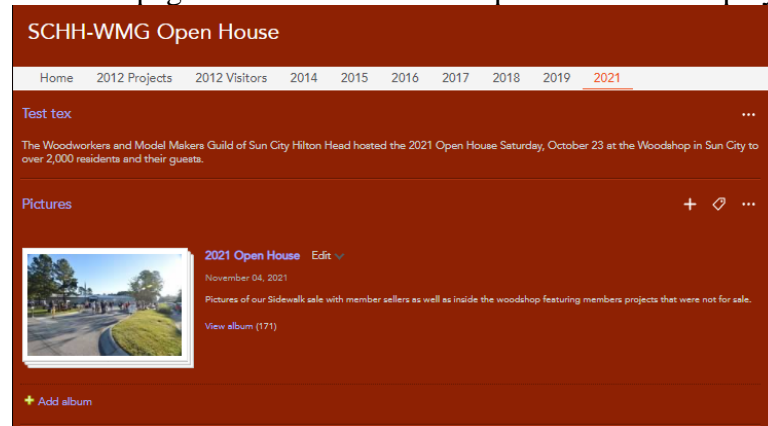 SCHH-WMG Open House
Home 2012 Projects 2012 Visitors 2014 2015 2016 2017 2018 2019 2021
Test tex
The Woodworkers and Model Makers Guild of Sun City Hilton Head hosted the 2021 Open House Saturday, October 23 at the Woodshop in Sun City to
over 2,000 residents and their guests.
Pictures
2021 Open House Edit
November 04, 2021
Pictures of our Sidewalk sale with member sellers as well as inside the woodshop featuring members projects that were not for sale.
View album (171)
Add album